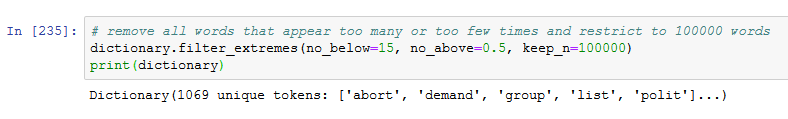 In [235]: # remove all words that appear too many or too few times and restrict to 100000 words
dictionary.filter_extremes(no_below=15, no_above=0.5, keep_n=100000)
print(dictionary)
Dictionary(1069 unique tokens: ['abort', 'demand', 'group', 'list', 'polit']...)